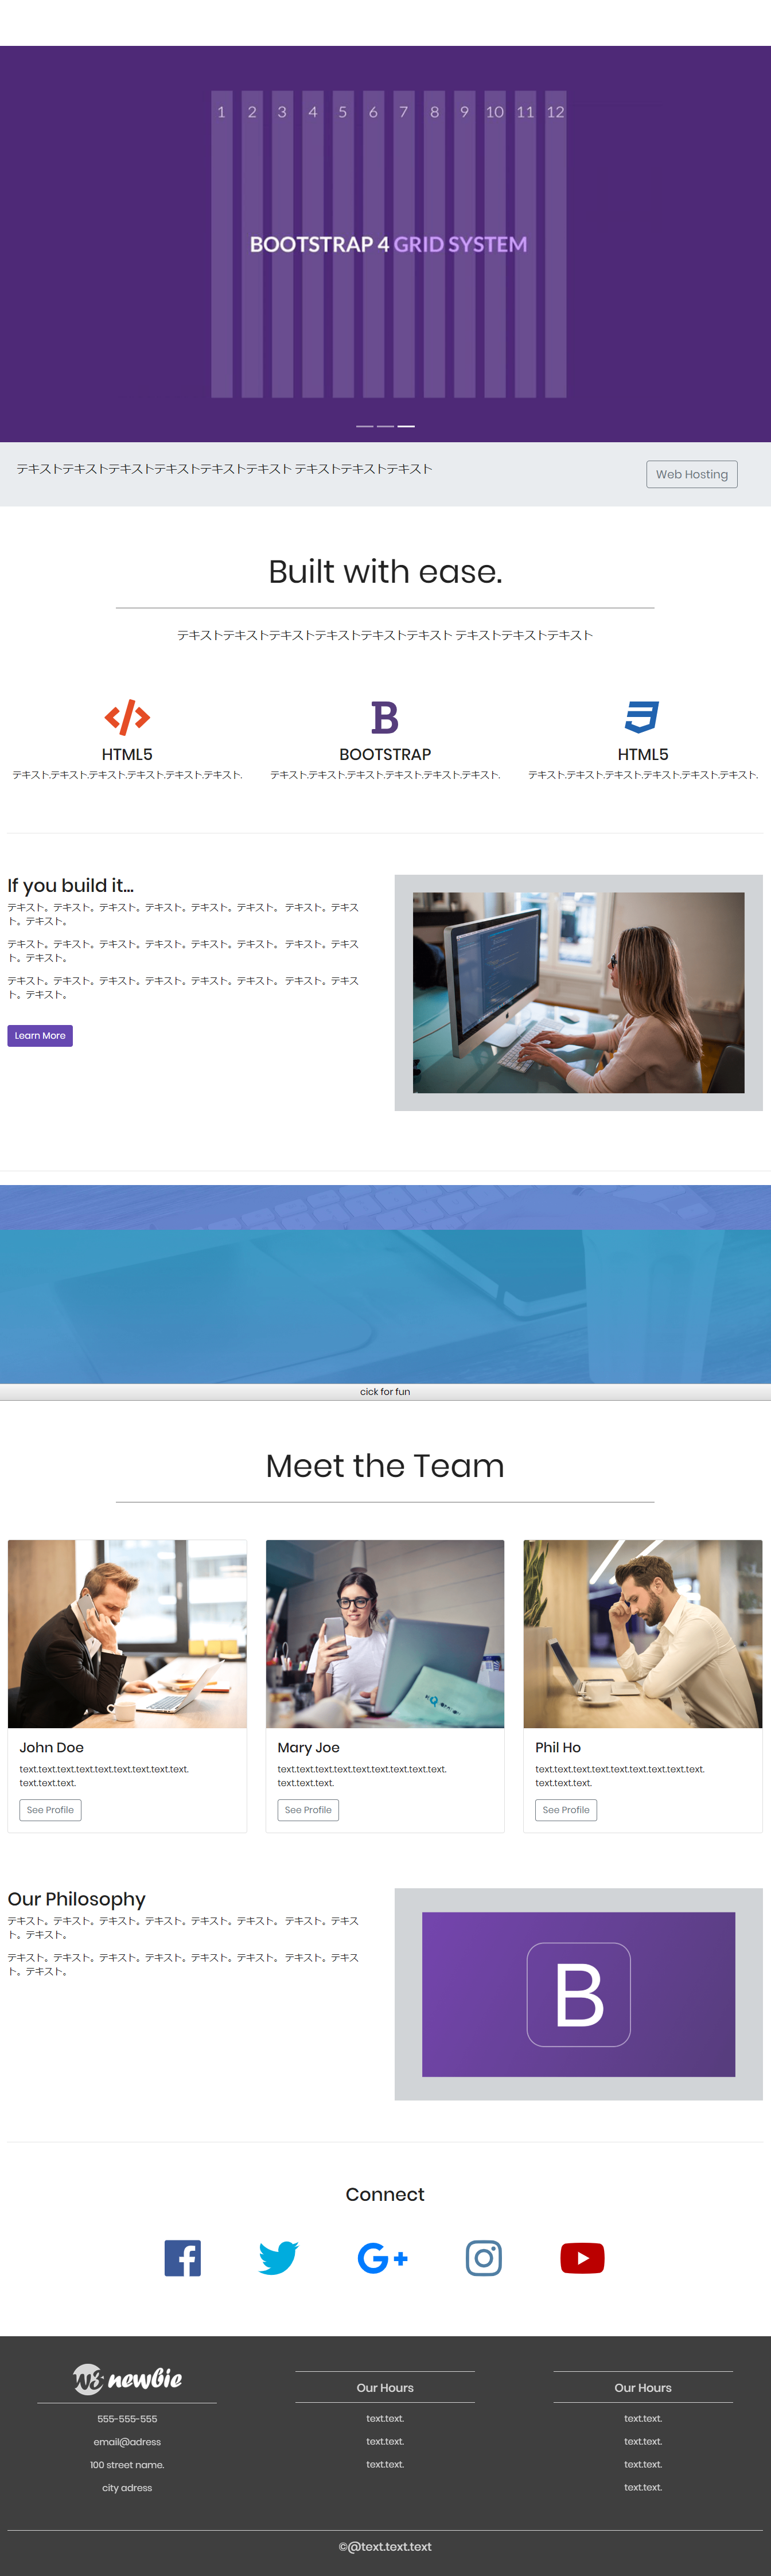 1 2 3 4 5 6 7 8 9 10 11 12
BOOTSTRAP 4 GRID SYSTEM
テキストテキストテキストテキストテキストテキスト テキストテキストテキスト
Web Hosting
Built with ease.
テキストテキストテキストテキストテキストテキスト テキストテキストテキスト
B
HTML5
BOOTSTRAP
HTML5
テキスト.テキスト.テキスト.テキスト.テキスト.テキスト.
テキスト.テキスト.テキスト.テキスト.テキスト.テキスト.
テキスト.テキスト.テキスト.テキスト.テキスト.テキスト.
If you build it...
テキスト。テキスト。テキスト。テキスト。テキスト。テキスト。 テキスト。テキス
ト。テキスト。
テキスト。テキスト。テキスト。テキスト。テキスト。テキスト。 テキスト。テキス
ト。テキスト。
テキスト。テキスト。テキスト。テキスト。テキスト。テキスト。 テキスト。テキス
ト。テキスト。
Learn More
cick for fun
Meet the Team
John Doe
text.text.text.text.text.text.text.text.text.
text.text.text.
See Profile
Mary Joe
text.text.text.text.text.text.text.text.text.
text.text.text.
See Profile
Phil Ho
text.text.text.text.text.text.text.text.text.
text.text.text.
See Profile
Our Philosophy
テキスト。テキスト。テキスト。テキスト。テキスト。テキスト。 テキスト。テキス
ト。テキスト。
テキスト。テキスト。テキスト。テキスト。テキスト。テキスト。 テキスト。テキス
ト。テキスト。
B
Connect
G+
W3 newbie
555-555-555
email@adress
100 street name.
city adress
Our Hours
text.text.
text.text.
text.text.
Our Hours
text.text.
text.text.
text.text.
text.text.
©@text.text.text